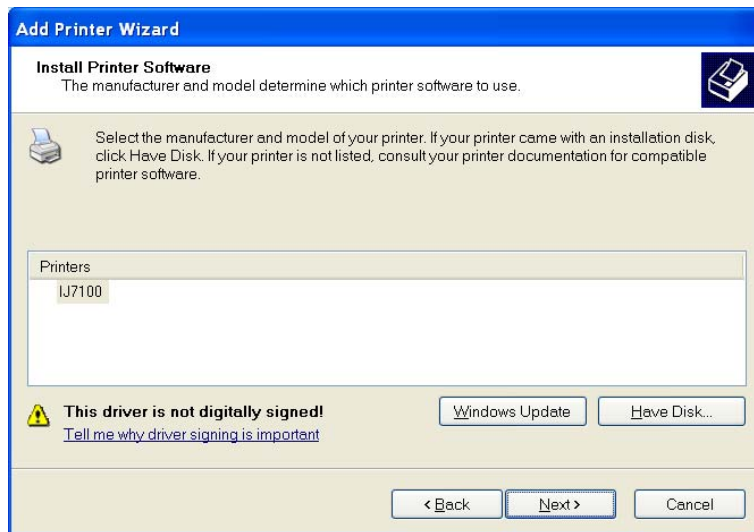 Add Printer Wizard
Install Printer Software
The manufacturer and model determine which printer software to use.
Select the manufacturer and model of your printer. If your printer came with an installation disk,
click Have Disk. If your printer is not listed, consult your printer documentation for compatible
printer software.
Printers
IJ7100
This driver is not digitally signed!
Tell me why driver signing is important
Windows Update
Have Disk...
< Back
Next >
Cancel